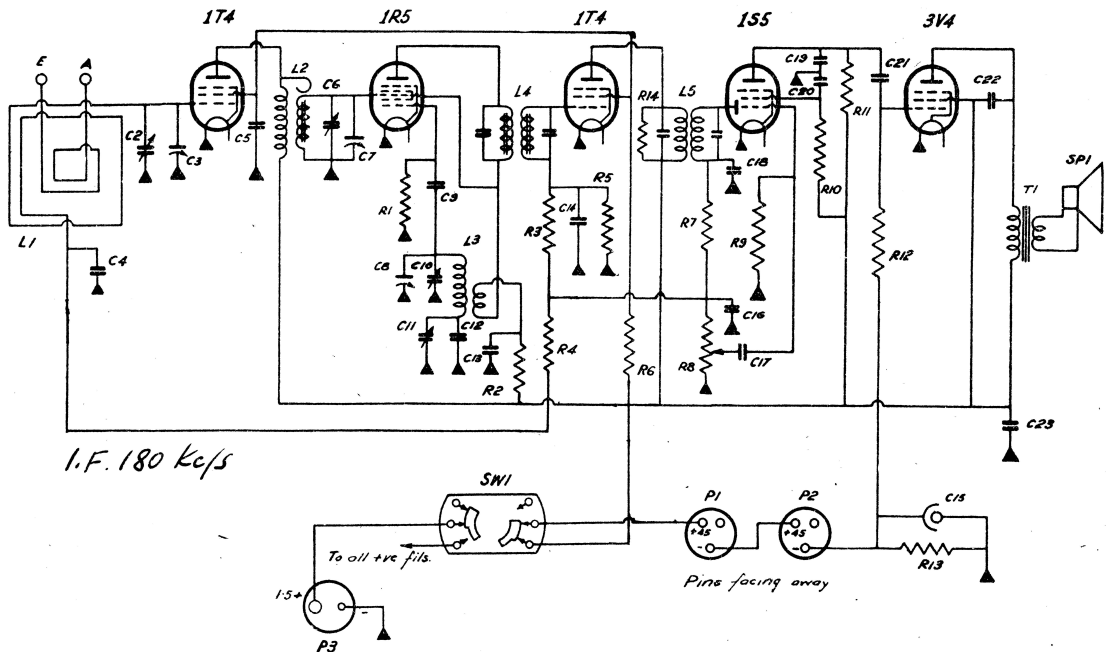 1T4 1R5 1T4 1S5 3V4
E A
L2
C6
C19
C20
C21
C22
L4
R14
L5
R11
C2
C3
C5
C7
C18
SP1
R1
C9
R5
R10
T1
L1
R3
C14
R7
R9
R12
C4
L3
C8
C10
C11
C12
C16
C13
R4
R6
R8
C17
R2
C23
I.F. 180 Kc/s
SW1
P1
P2
C15
+45
+45
-
-
To all +ve fils.
R13
Pins facing away
1.5+
-
P3